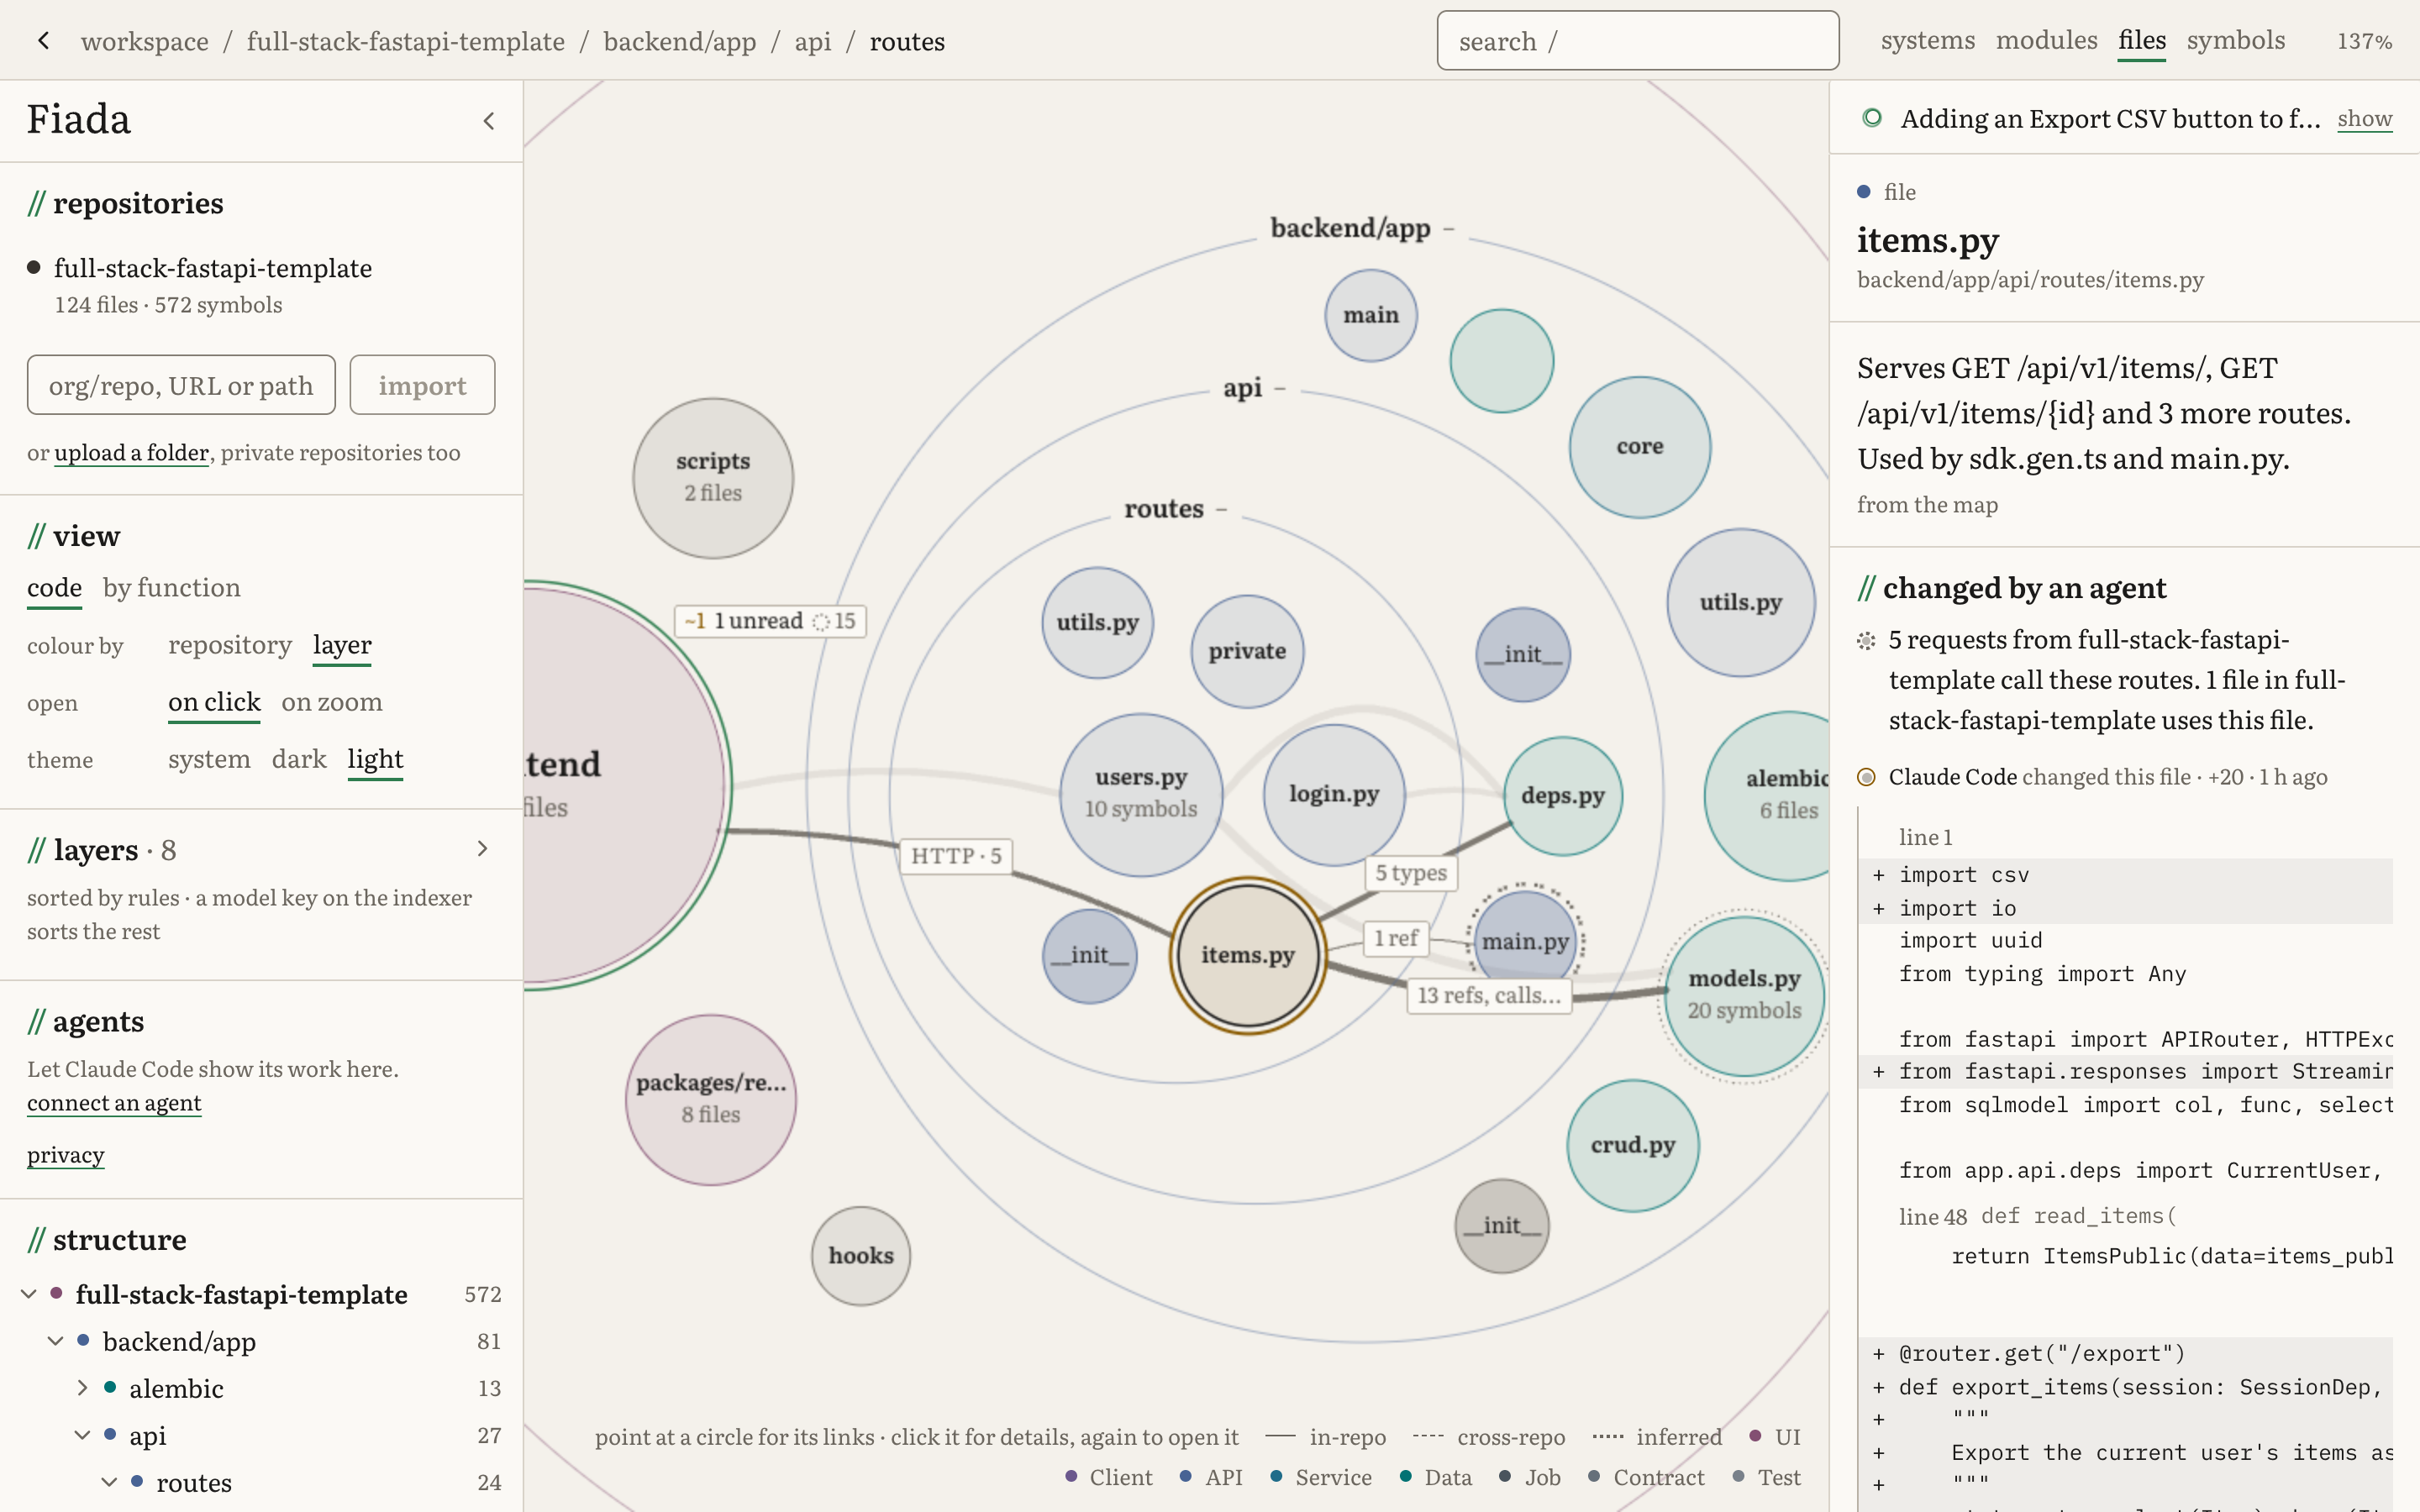 workspace / full-stack-fastapi-template / backend/app / api / routes
search /
systems modules files symbols 137%
Fiada
// repositories
full-stack-fastapi-template
124 files · 572 symbols
org/repo, URL or path import
or upload a folder, private repositories too
// view
code by function
colour by repository layer
open on click on zoom
theme system dark light
// layers · 8
sorted by rules · a model key on the indexer
sorts the rest
// agents
Let Claude Code show its work here.
connect an agent
privacy
// structure
full-stack-fastapi-template 572
backend/app 81
alembic 13
api 27
routes 24
backend/app –
main
api –
core
scripts
2 files
routes –
utils.py
~1 1 unread 15
utils.py
private
__init__
tend
files
users.py
10 symbols
login.py
deps.py
alembic
6 files
HTTP · 5
5 types
1 ref
main.py
__init__
items.py
13 refs, calls...
models.py
20 symbols
packages/re...
8 files
crud.py
__init__
hooks
point at a circle for its links · click it for details, again to open it in-repo cross-repo inferred UI
Client API Service Data Job Contract Test
Adding an Export CSV button to f... show
file
items.py
backend/app/api/routes/items.py
Serves GET /api/v1/items/, GET
/api/v1/items/{id} and 3 more routes.
Used by sdk.gen.ts and main.py.
from the map
// changed by an agent
5 requests from full-stack-fastapi-
template call these routes. 1 file in full-
stack-fastapi-template uses this file.
Claude Code changed this file · +20 · 1 h ago
line 1
+ import csv
+ import io
import uuid
from typing import Any
from fastapi import APIRouter, HTTPExc
+ from fastapi.responses import Streamin
from sqlmodel import col, func, select
from app.api.deps import CurrentUser,
line 48 def read_items(
return ItemsPublic(data=items_publ
+ @router.get("/export")
+ def export_items(session: SessionDep,
+ """
+ Export the current user's items as
+ """